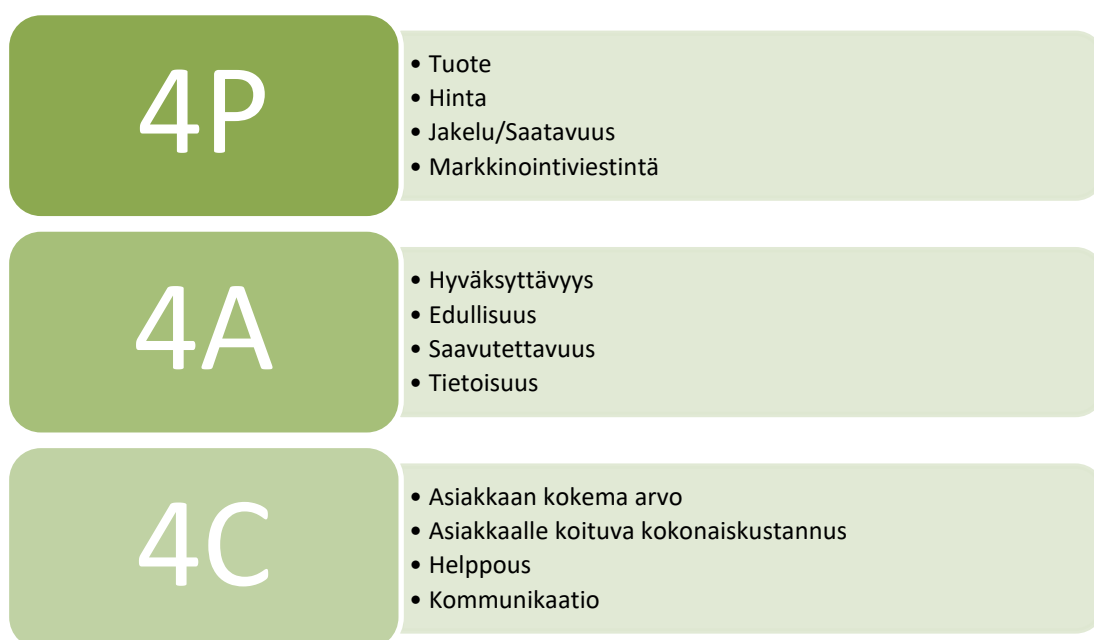 4P
• Tuote
• Hinta
• Jakelu/Saatavuus
• Markkinointiviestintä
4A
• Hyväksyttävyys
• Edullisuus
• Saavutettavuus
• Tietoisuus
4C
• Asiakkaan kokema arvo
• Asiakkaalle koituva kokonaiskustannus
• Helppous
• Kommunikaatio